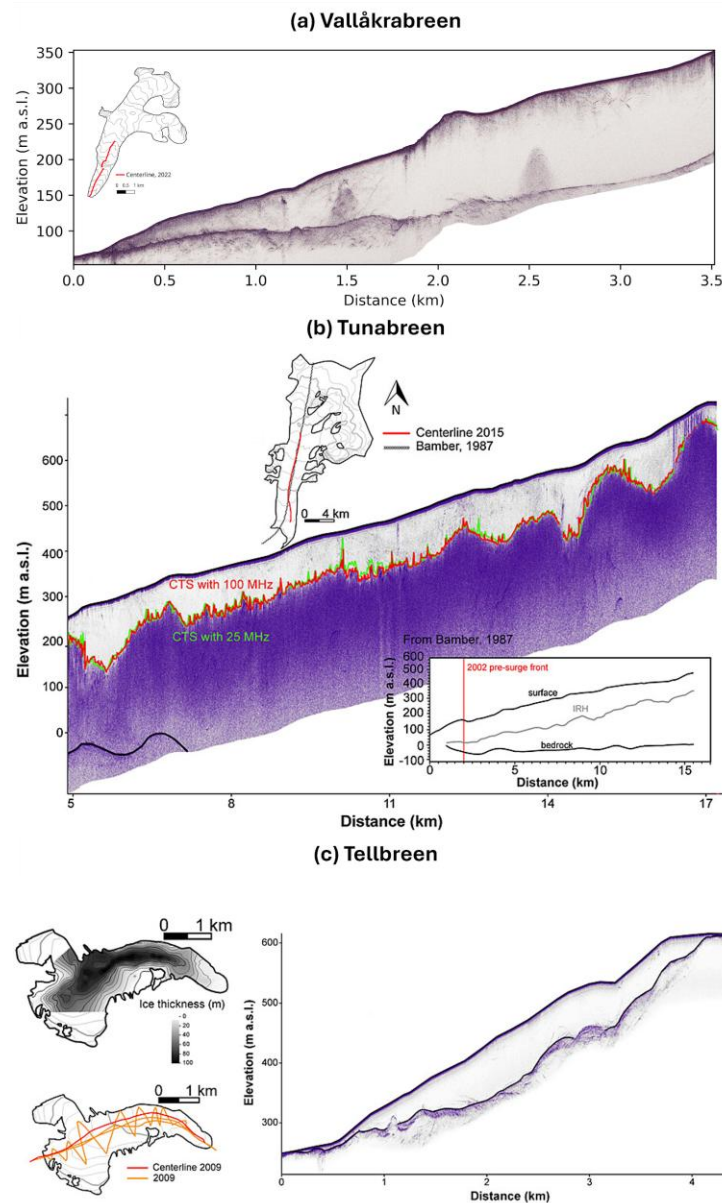 (a) Vallåkrabreen
Elevation (m a.s.l.)
350
300
250
200
150
100
Centerline, 2022
0 0.5 1 km
0.0 0.5 1.0 1.5 2.0 2.5 3.0 3.5
Distance (km)
(b) Tunabreen
N
Centerline 2015
Bamber, 1987
0 4 km
Elevation (m a.s.l.)
600
500
400
300
200
100
0
CTS with 100 MHz
CTS with 25 MHz
From Bamber, 1987
Elevation (m a.s.l.)
600
500
400
300
200
100
0
-100
2002 pre-surge front
surface
IRH
bedrock
0 5 10 15
Distance (km)
5 8 11 14 17
Distance (km)
(c) Tellbreen
0 1 km
Ice thickness (m)
0
20
40
60
80
100
0 1 km
Centerline 2009
2009
Elevation (m a.s.l.)
600
500
400
300
0 1 2 3 4
Distance (km)